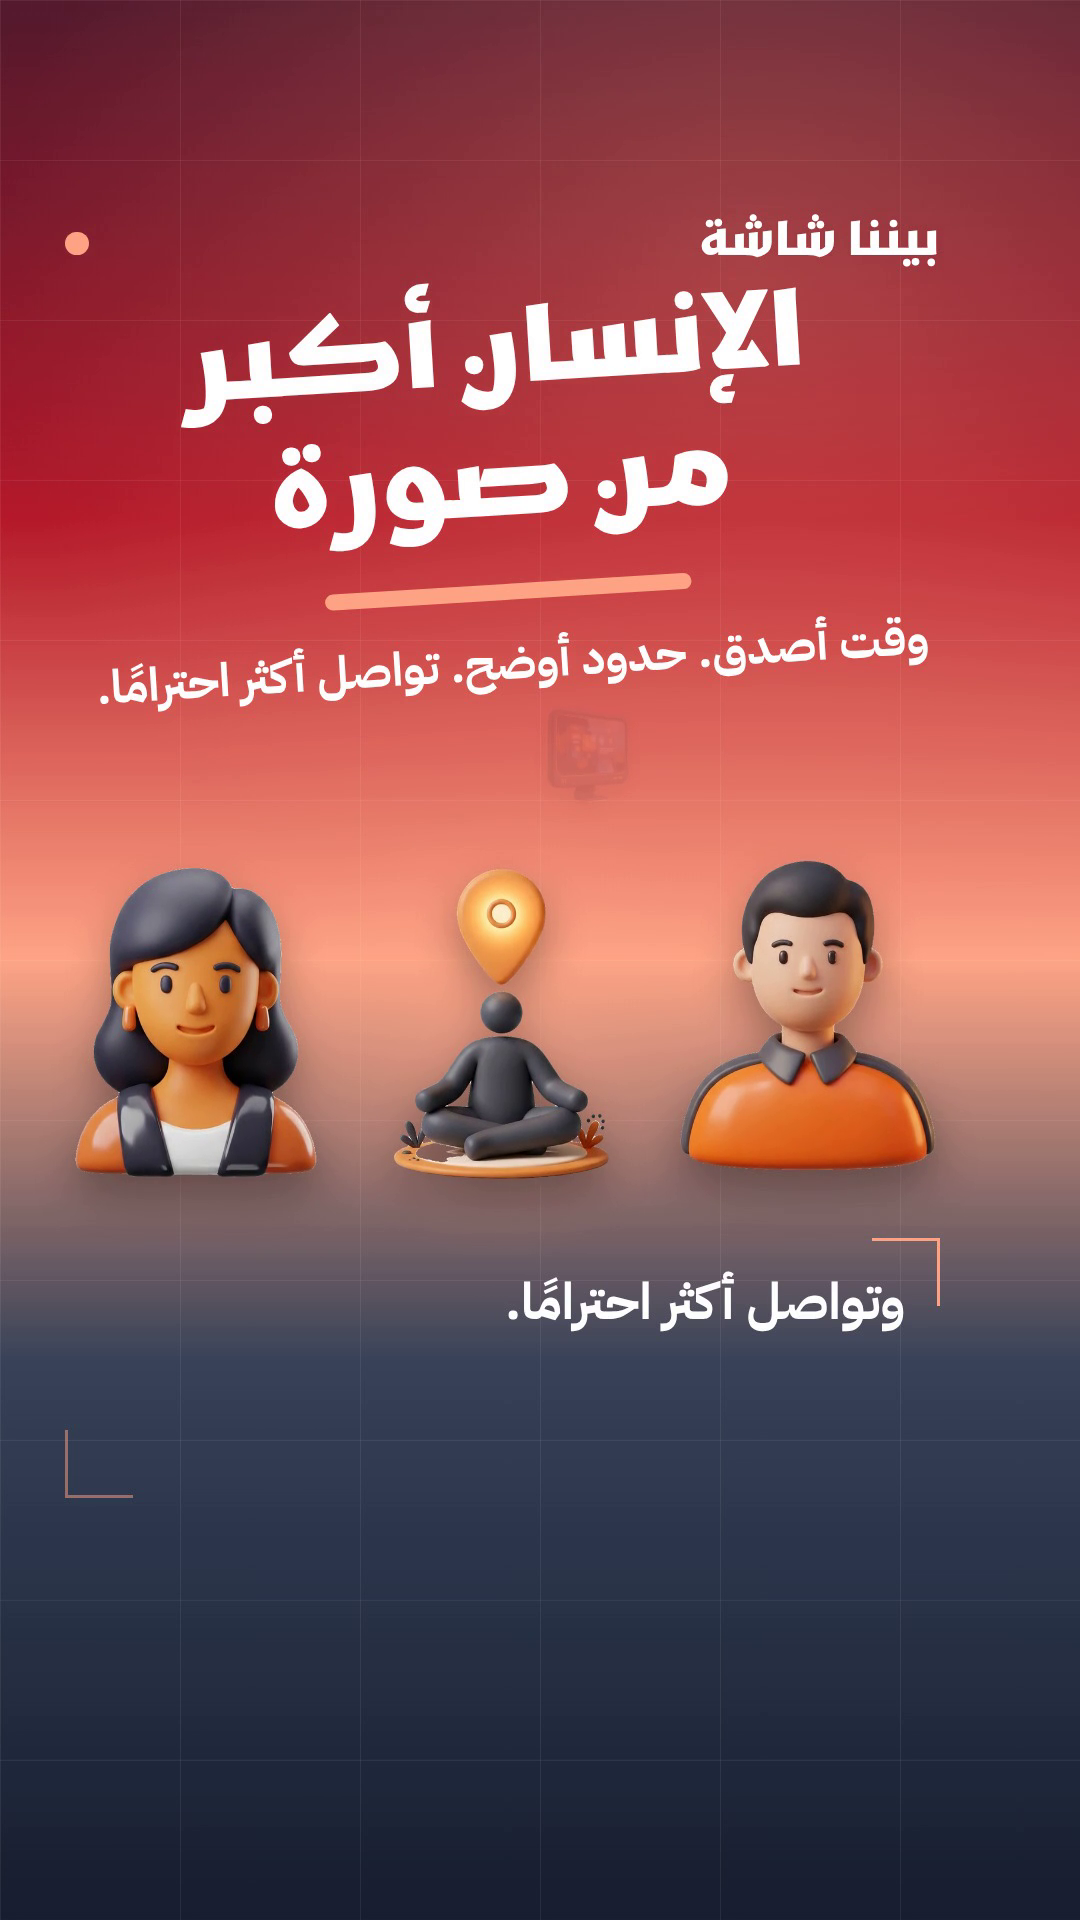 بيننا شاشة
الإنسان أكبر
من صورة
وقت أصدق. حدود أوضح. تواصل أكثر احترامًا.
وتواصل أكثر احترامًا.